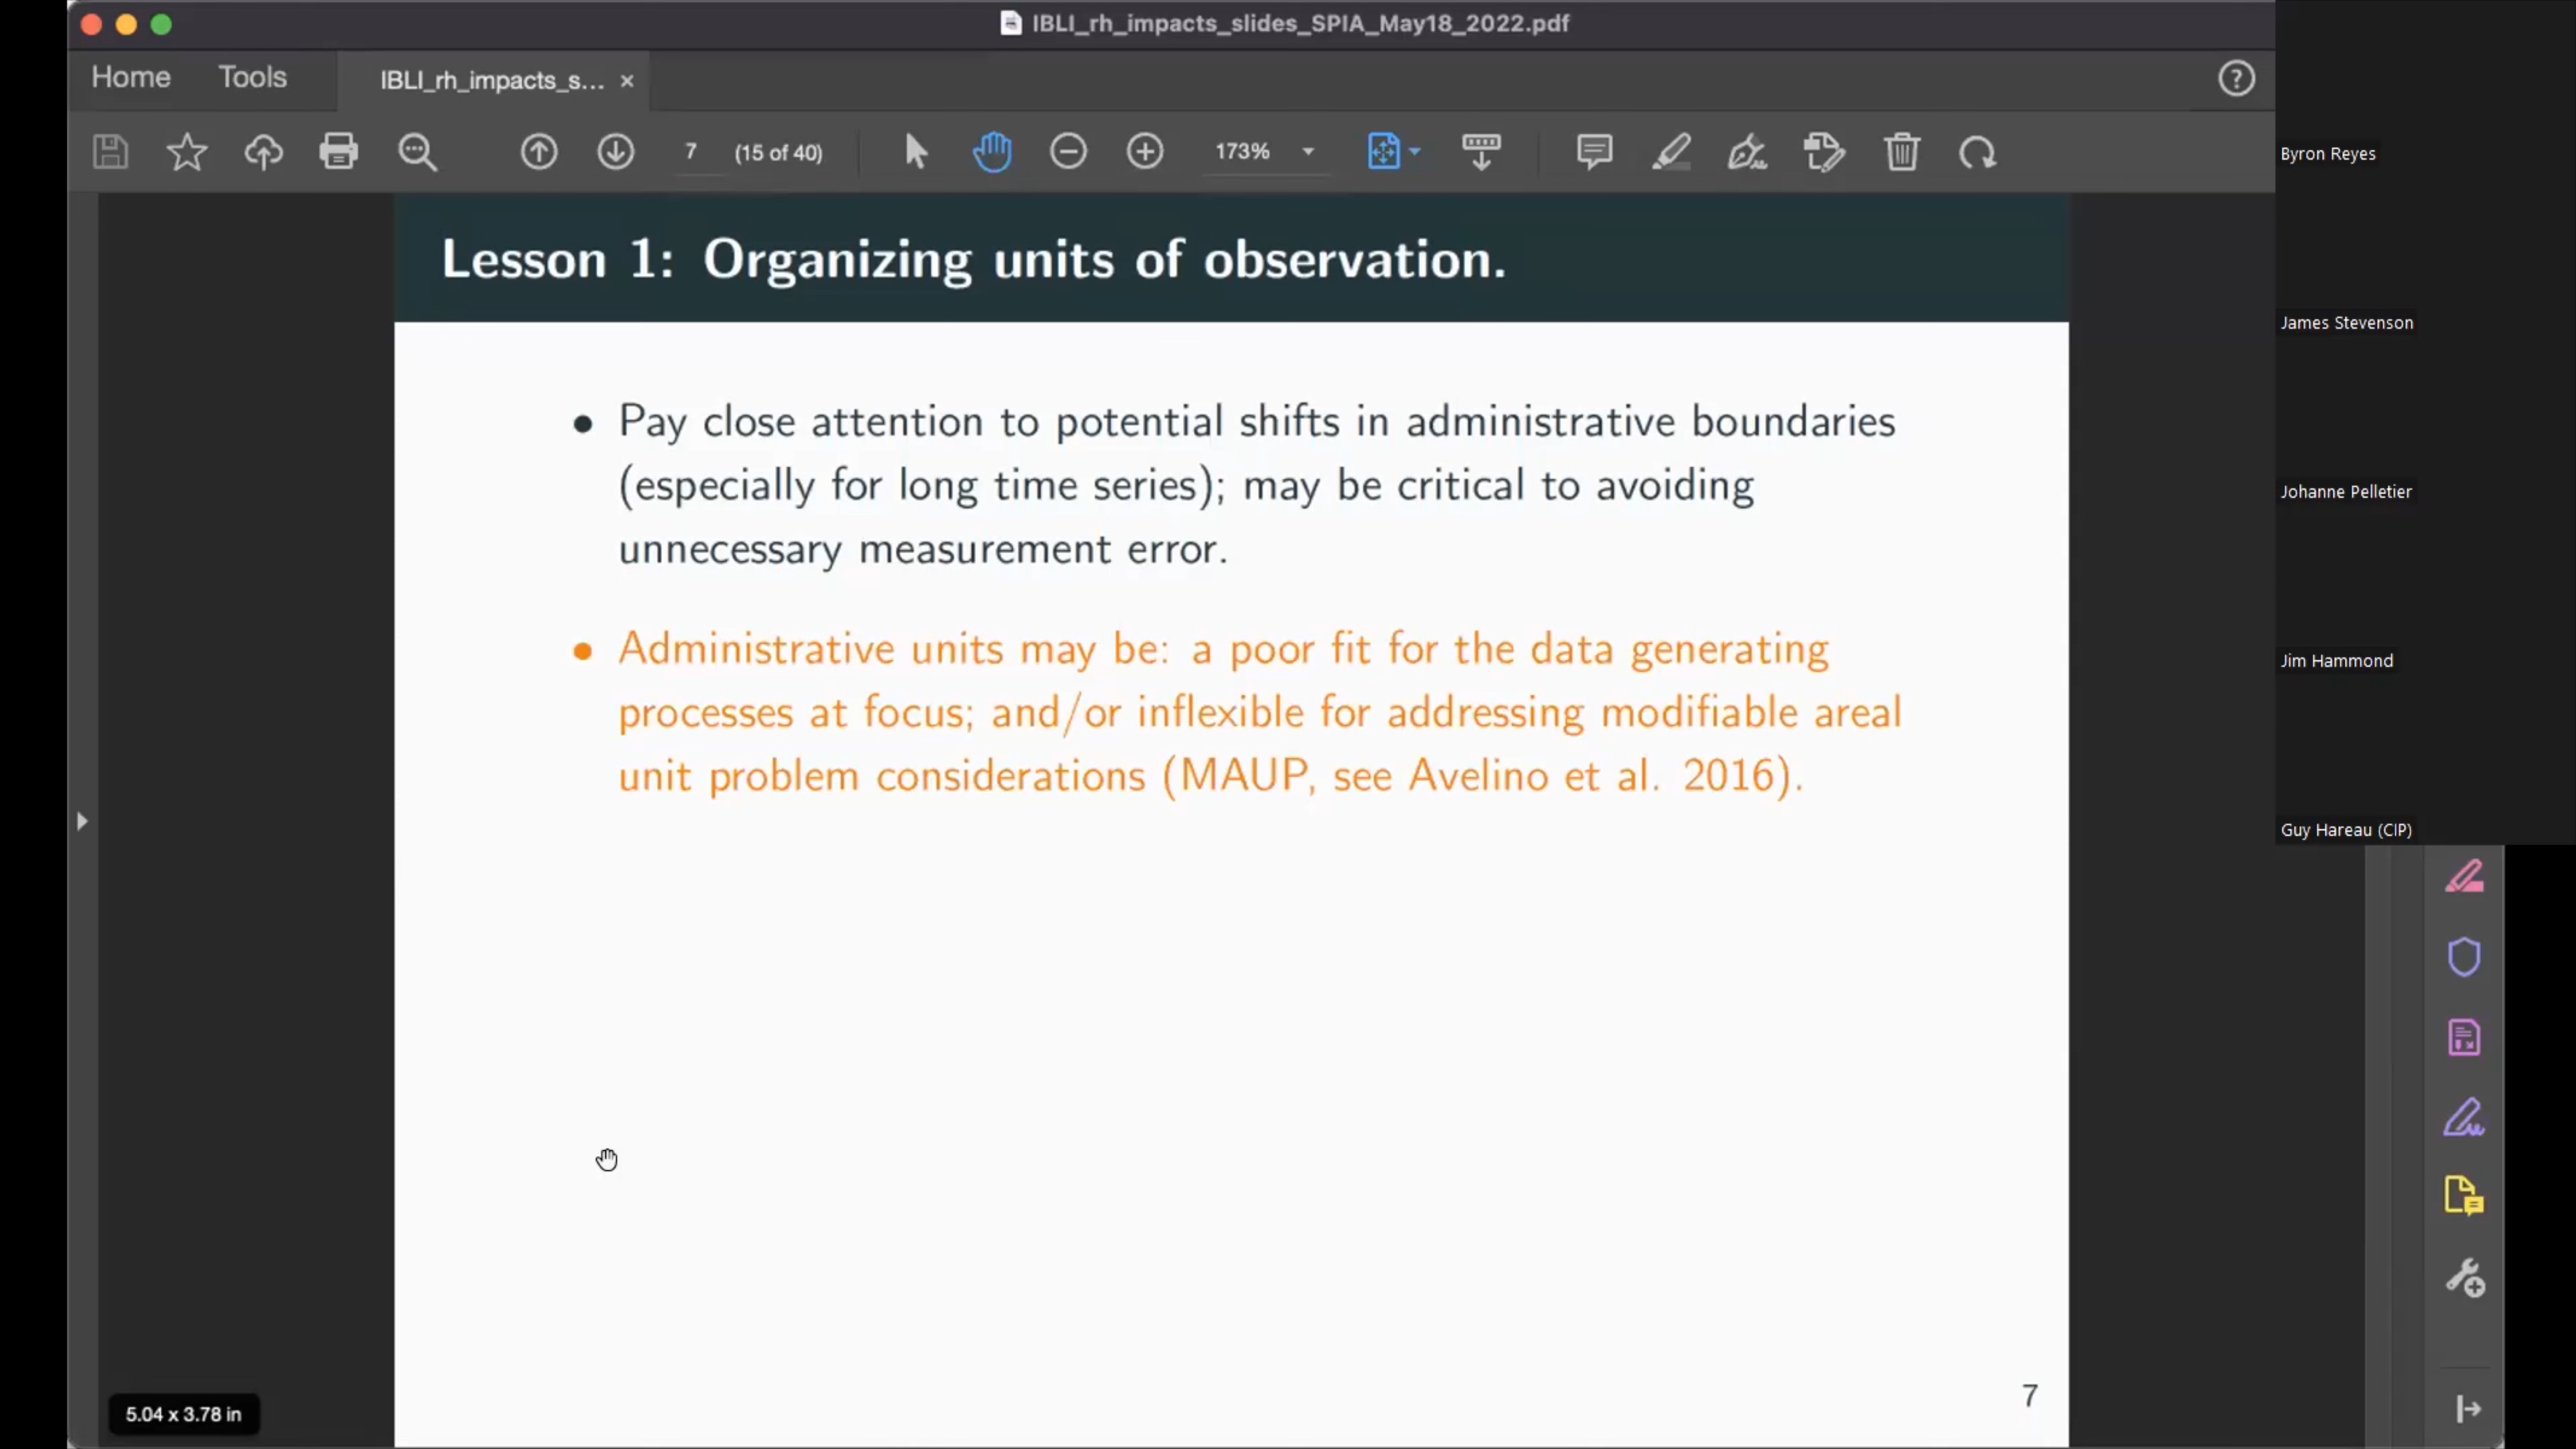 IBLI_rh_impacts_slides_SPIA_May18_2022.pdf
Home Tools IBLI_rh_impacts_s...
7 (15 of 40) 173%
Lesson 1: Organizing units of observation.
• Pay close attention to potential shifts in administrative boundaries
(especially for long time series); may be critical to avoiding
unnecessary measurement error.
• Administrative units may be: a poor fit for the data generating
processes at focus; and/or inflexible for addressing modifiable areal
unit problem considerations (MAUP, see Avelino et al. 2016).
7
5.04 x 3.78 in
Byron Reyes
James Stevenson
Johanne Pelletier
Jim Hammond
Guy Hareau (CIP)